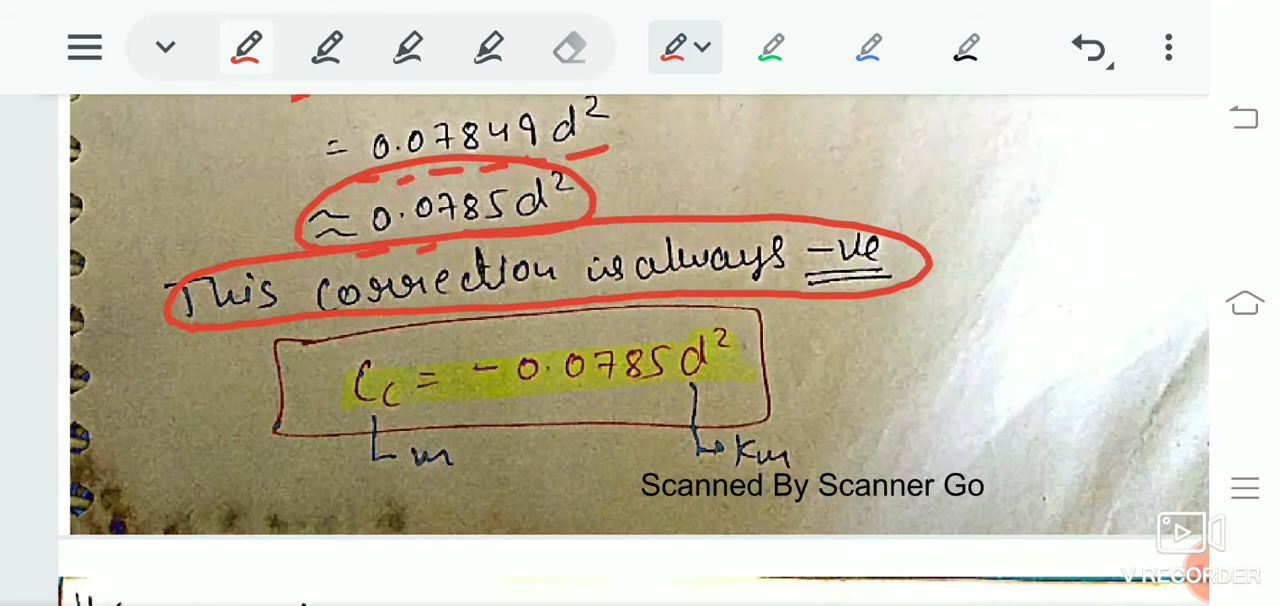 = 0.07849 d²
≈ 0.0785 d²
This correction is always -ve
Cc = - 0.0785 d²
m
Km
Scanned By Scanner Go
V RECORDER